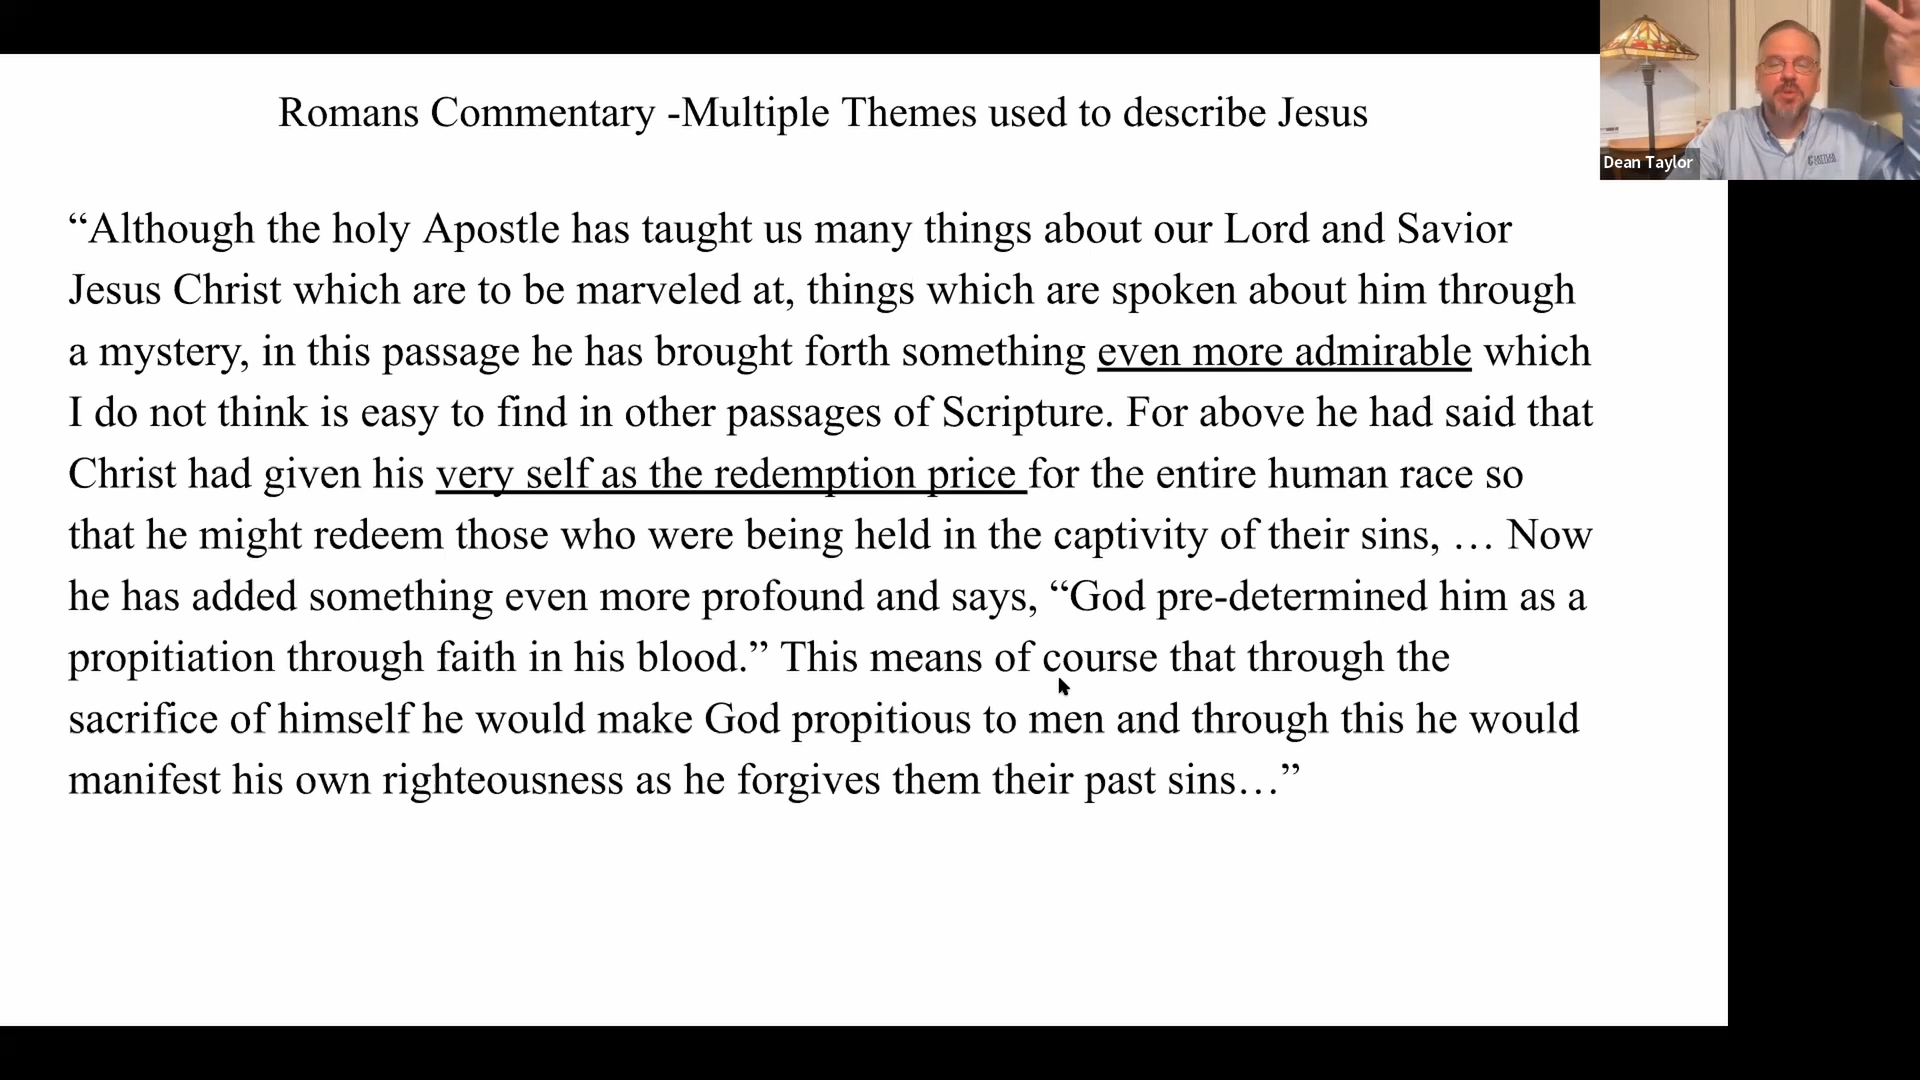 Romans Commentary -Multiple Themes used to describe Jesus
Dean Taylor
“Although the holy Apostle has taught us many things about our Lord and Savior
Jesus Christ which are to be marveled at, things which are spoken about him through
a mystery, in this passage he has brought forth something even more admirable which
I do not think is easy to find in other passages of Scripture. For above he had said that
Christ had given his very self as the redemption price for the entire human race so
that he might redeem those who were being held in the captivity of their sins, … Now
he has added something even more profound and says, “God pre-determined him as a
propitiation through faith in his blood.” This means of course that through the
sacrifice of himself he would make God propitious to men and through this he would
manifest his own righteousness as he forgives them their past sins…”